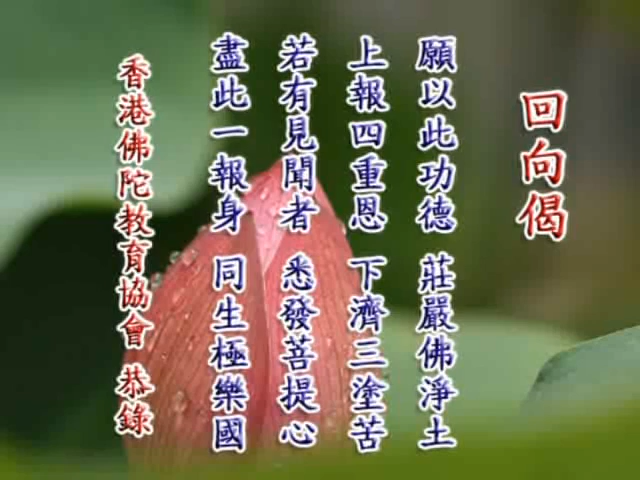 回向偈
願以此功德 莊嚴佛淨土
上報四重恩 下濟三塗苦
若有見聞者 悉發菩提心
盡此一報身 同生極樂國
香港佛陀教育協會 恭錄